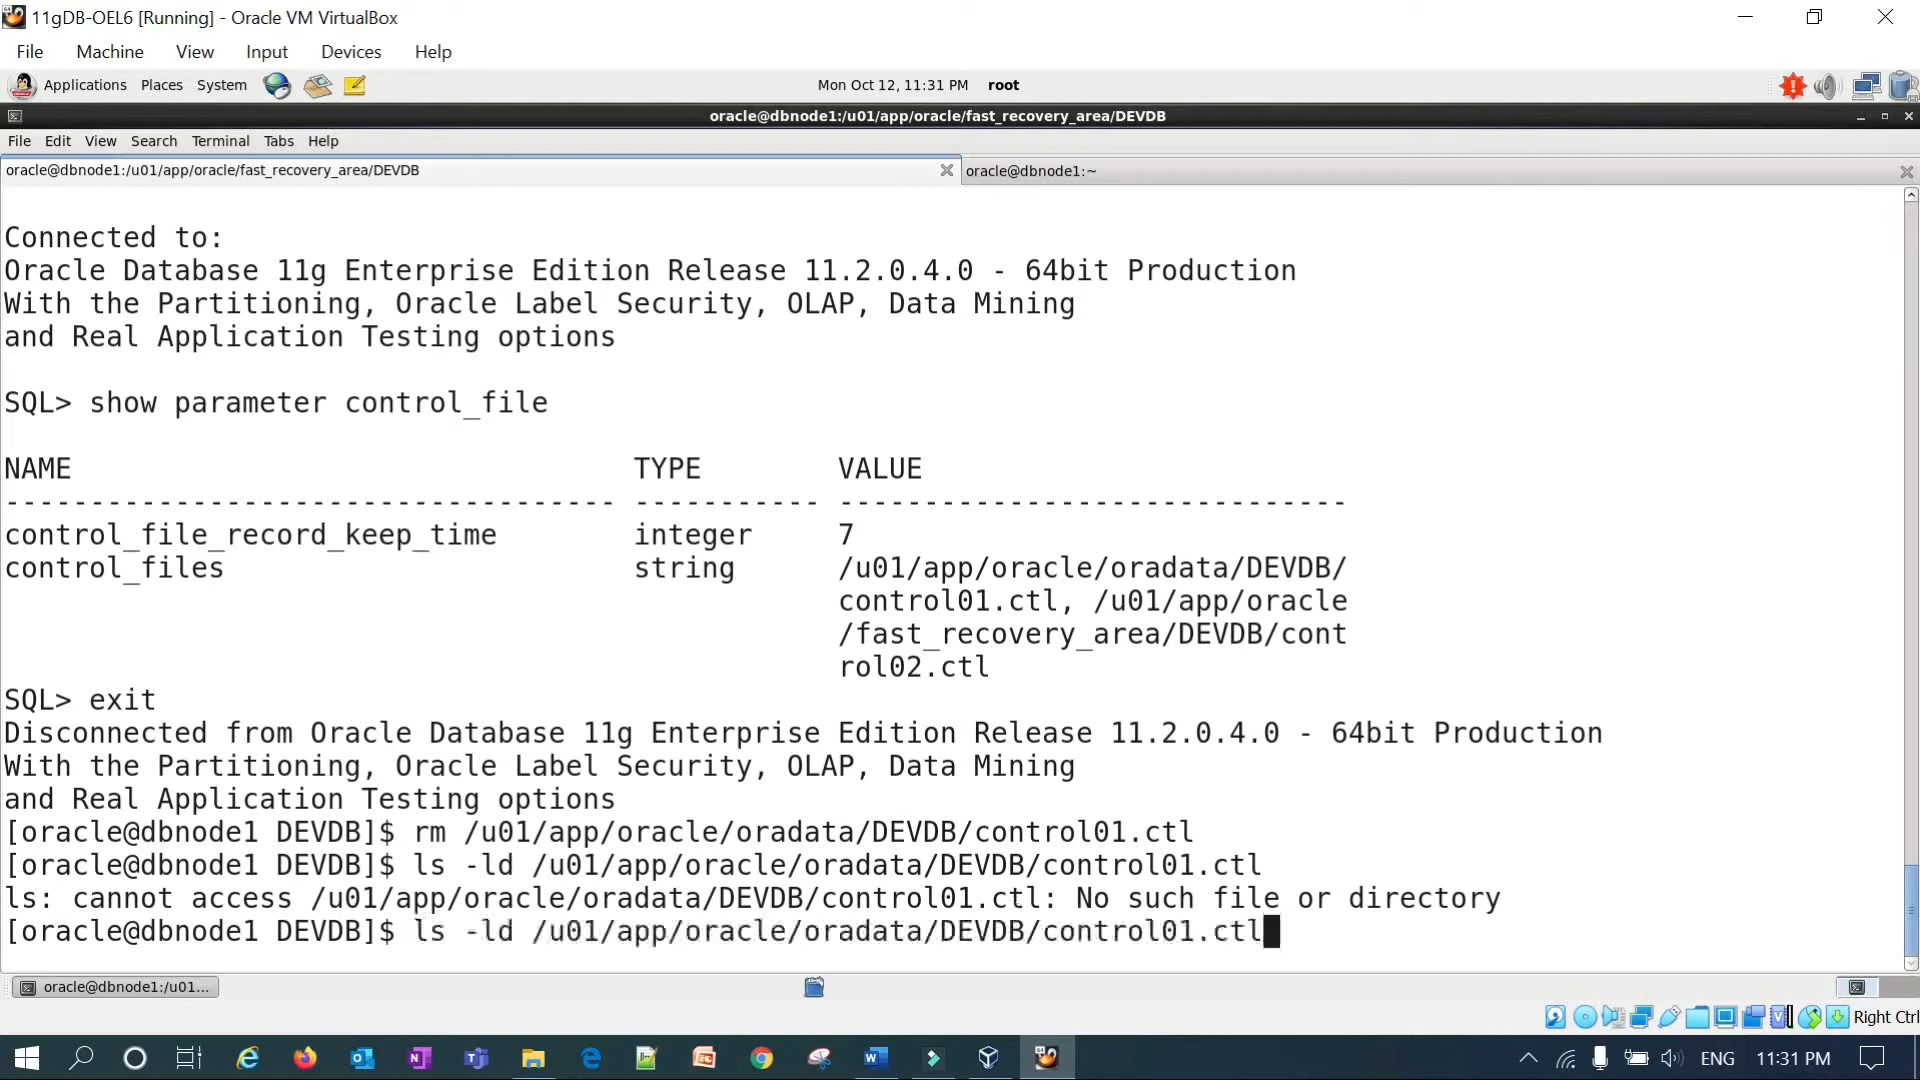 11gDB-OEL6 [Running] - Oracle VM VirtualBox
File Machine View Input Devices Help
Applications Places System Mon Oct 12, 11:31 PM root
oracle@dbnode1:/u01/app/oracle/fast_recovery_area/DEVDB
File Edit View Search Terminal Tabs Help
oracle@dbnode1:/u01/app/oracle/fast_recovery_area/DEVDB oracle@dbnode1:~
Connected to:
Oracle Database 11g Enterprise Edition Release 11.2.0.4.0 - 64bit Production
With the Partitioning, Oracle Label Security, OLAP, Data Mining
and Real Application Testing options
SQL> show parameter control_file
NAME TYPE VALUE
------------------------------------ ----------- ------------------------------
control_file_record_keep_time integer 7
control_files string /u01/app/oracle/oradata/DEVDB/
control01.ctl, /u01/app/oracle
/fast_recovery_area/DEVDB/cont
rol02.ctl
SQL> exit
Disconnected from Oracle Database 11g Enterprise Edition Release 11.2.0.4.0 - 64bit Production
With the Partitioning, Oracle Label Security, OLAP, Data Mining
and Real Application Testing options
[oracle@dbnode1 DEVDB]$ rm /u01/app/oracle/oradata/DEVDB/control01.ctl
[oracle@dbnode1 DEVDB]$ ls -ld /u01/app/oracle/oradata/DEVDB/control01.ctl
ls: cannot access /u01/app/oracle/oradata/DEVDB/control01.ctl: No such file or directory
[oracle@dbnode1 DEVDB]$ ls -ld /u01/app/oracle/oradata/DEVDB/control01.ctl
oracle@dbnode1:/u01...
Right Ctrl
ENG 11:31 PM